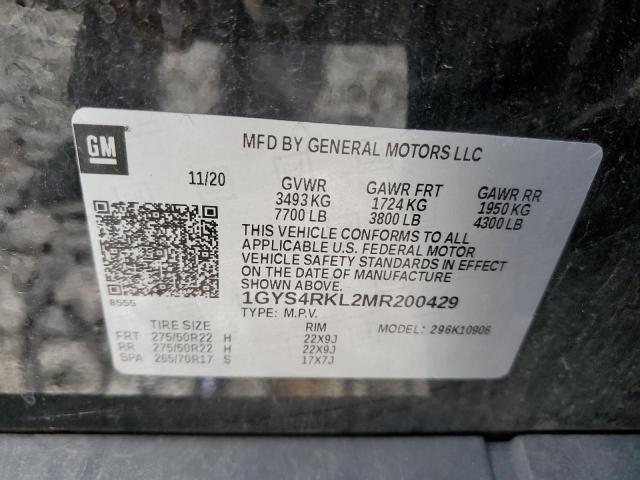 GM
MFD BY GENERAL MOTORS LLC
11/20 GVWR GAWR FRT GAWR RR
3493 KG 1724 KG 1950 KG
7700 LB 3800 LB 4300 LB
THIS VEHICLE CONFORMS TO ALL
APPLICABLE U.S. FEDERAL MOTOR
VEHICLE SAFETY STANDARDS IN EFFECT
ON THE DATE OF MANUFACTURE SHOWN ABOVE.
8555 1GYS4RKL2MR200429
TYPE: M.P.V. MODEL: 296K10906
TIRE SIZE RIM
FRT 275/50R22 H 22X9J
RR 275/50R22 H 22X9J
SPA 265/70R17 S 17X7J